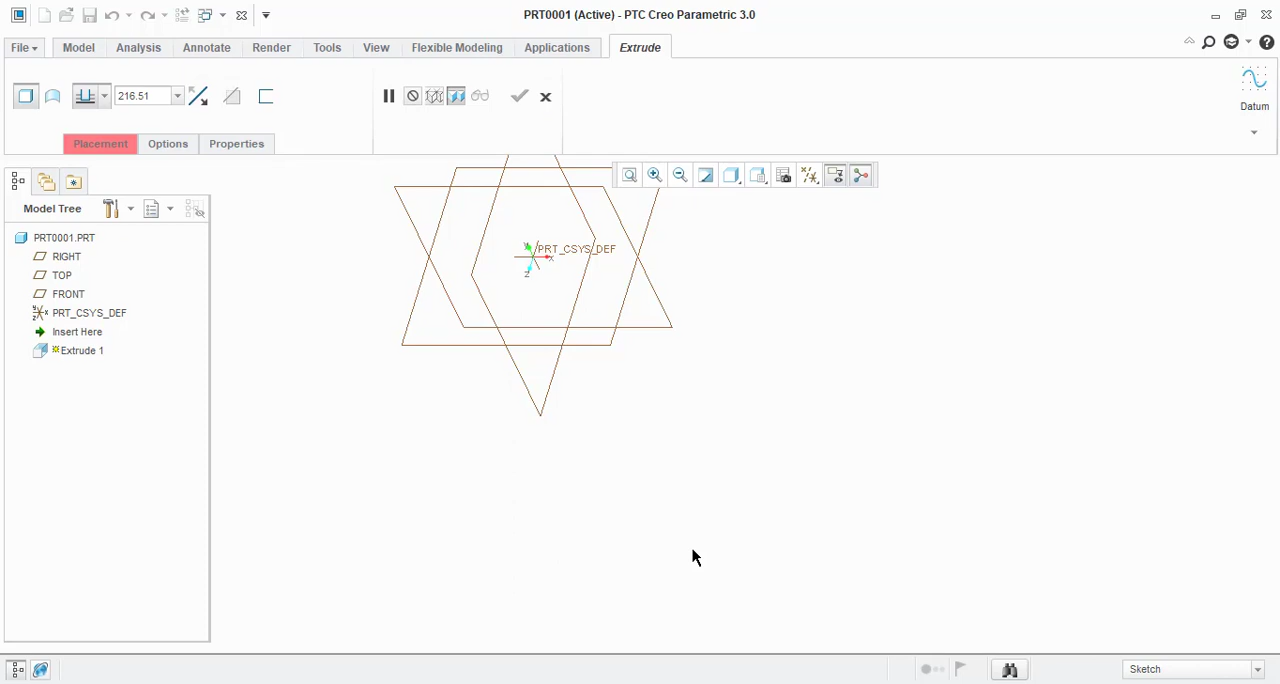 PRT0001 (Active) - PTC Creo Parametric 3.0
File Model Analysis Annotate Render Tools View Flexible Modeling Applications Extrude
216.51
Datum
Placement Options Properties
Model Tree
PRT0001.PRT
RIGHT
TOP
FRONT
PRT_CSYS_DEF
Insert Here
Extrude 1
PRT_CSYS_DEF
Y
X
Z
Sketch